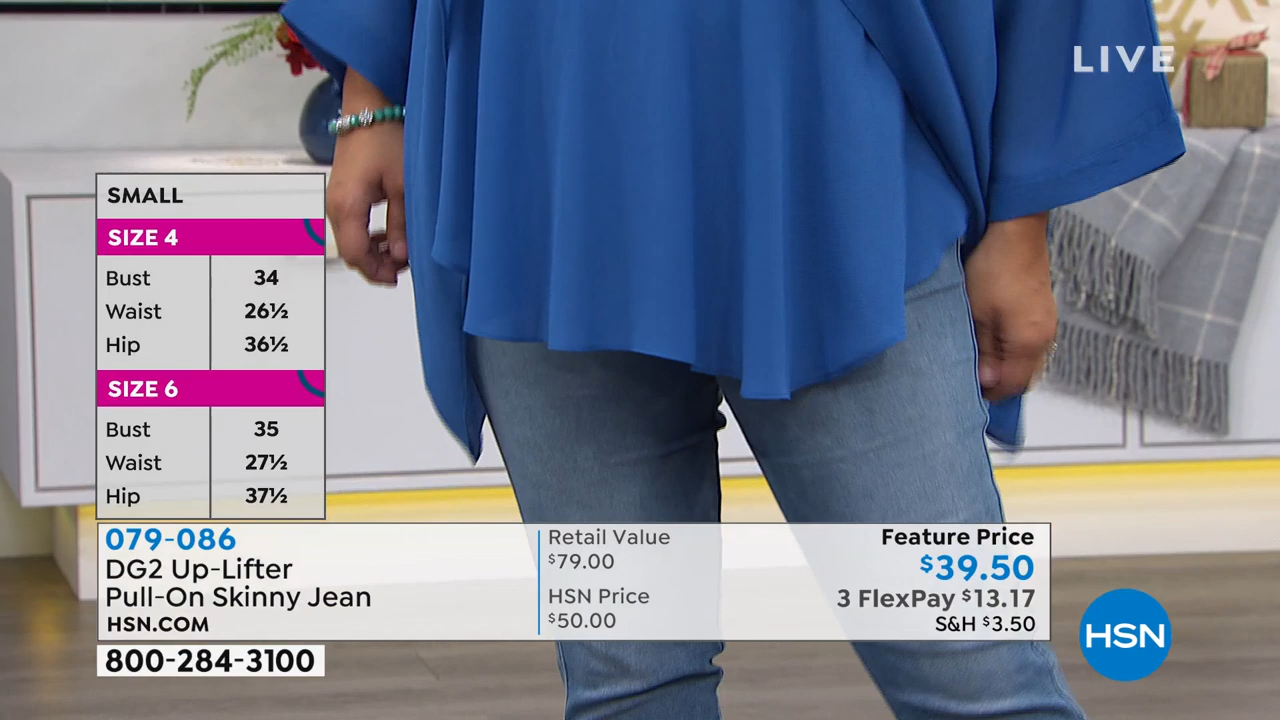 LIVE
SMALL
SIZE 4
Bust 34
Waist 26½
Hip 36½
SIZE 6
Bust 35
Waist 27½
Hip 37½
079-086
DG2 Up-Lifter
Pull-On Skinny Jean
HSN.COM
800-284-3100
Retail Value
$79.00
HSN Price
$50.00
Feature Price
$39.50
3 FlexPay $13.17
S&H $3.50
HSN